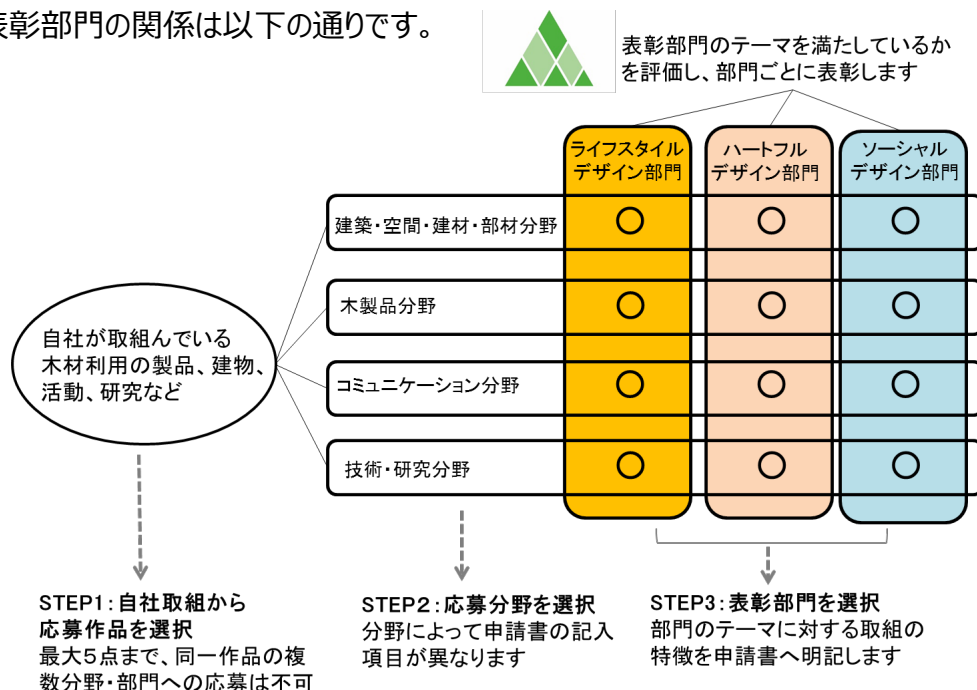 表彰部門の関係は以下の通りです。
表彰部門のテーマを満たしているか
を評価し、部門ごとに表彰します
ライフスタイル
デザイン部門
ハートフル
デザイン部門
ソーシャル
デザイン部門
建築・空間・建材・部材分野
○ ○ ○
木製品分野
○ ○ ○
コミュニケーション分野
○ ○ ○
技術・研究分野
○ ○ ○
自社が取組んでいる
木材利用の製品、建物、
活動、研究など
STEP1:自社取組から
応募作品を選択
最大5点まで、同一作品の複
数分野・部門への応募は不可
STEP2:応募分野を選択
分野によって申請書の記入
項目が異なります
STEP3:表彰部門を選択
部門のテーマに対する取組の
特徴を申請書へ明記します